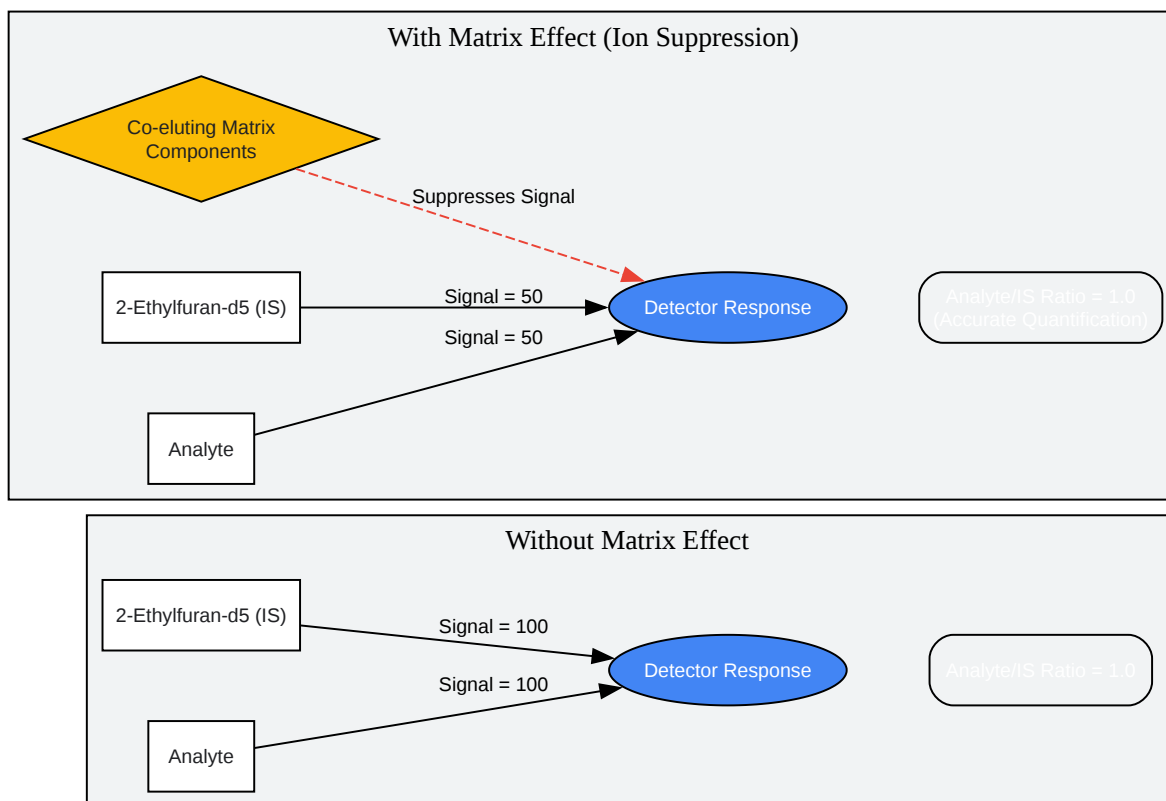 With Matrix Effect (Ion Suppression)
Co-eluting Matrix
Components
Suppresses Signal
2-Ethylfuran-d5 (IS)
Signal = 50
Detector Response
Analyte/IS Ratio = 1.0
(Accurate Quantification)
Signal = 50
Analyte
Without Matrix Effect
2-Ethylfuran-d5 (IS)
Signal = 100
Detector Response
Analyte/IS Ratio = 1.0
Signal = 100
Analyte